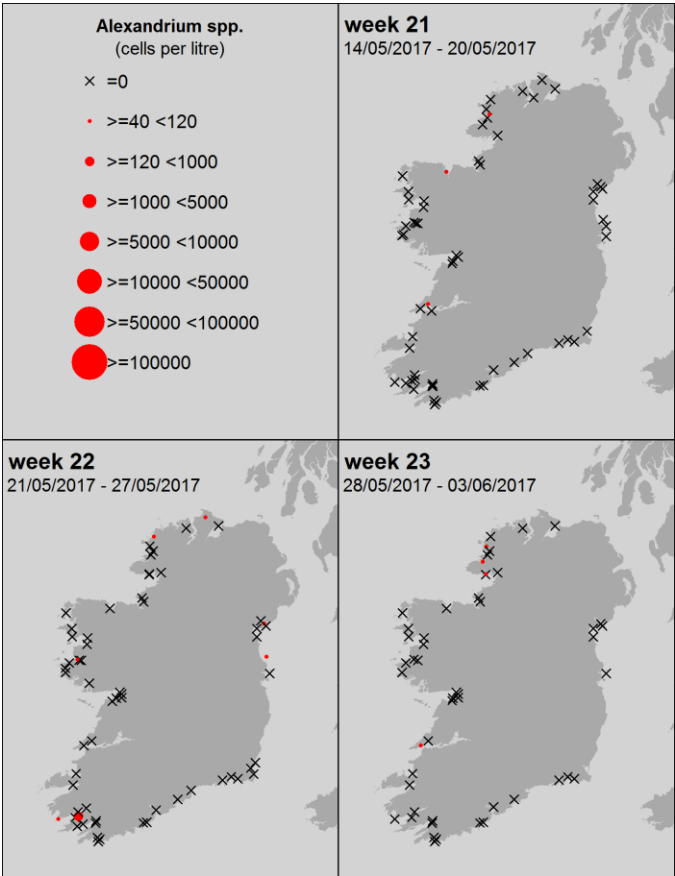 Alexandrium spp.
(cells per litre)
=0
>=40 <120
>=120 <1000
>=1000 <5000
>=5000 <10000
>=10000 <50000
>=50000 <100000
>=100000
week 21
14/05/2017 - 20/05/2017
week 22
21/05/2017 - 27/05/2017
week 23
28/05/2017 - 03/06/2017